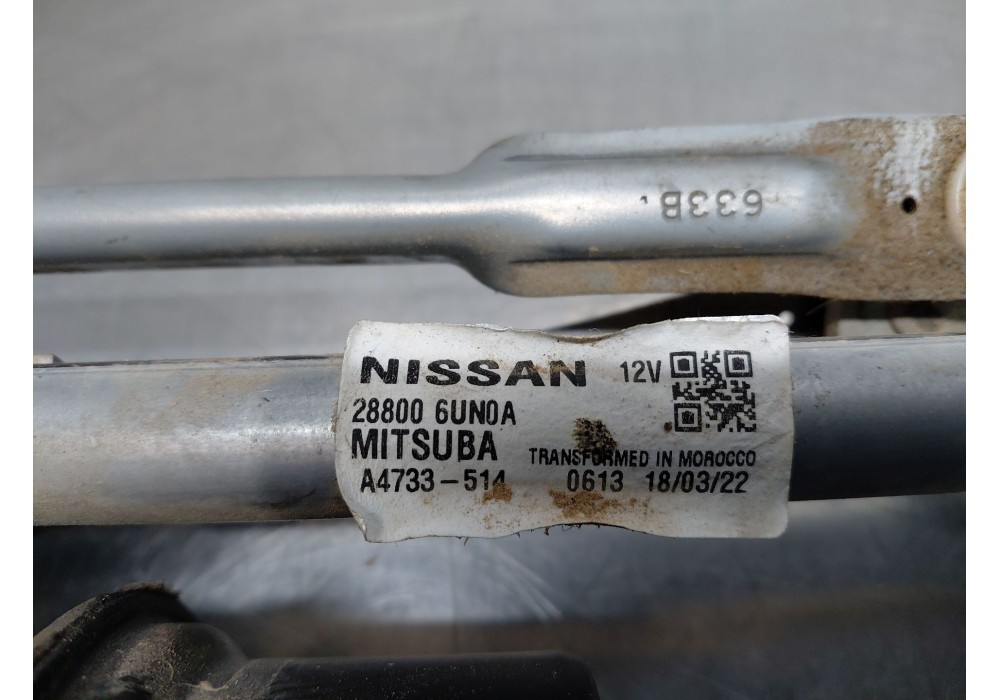 633B
NISSAN 12V
28800 6UN0A
MITSUBA
TRANSFORMED IN MOROCCO
A4733-514 0613 18/03/22